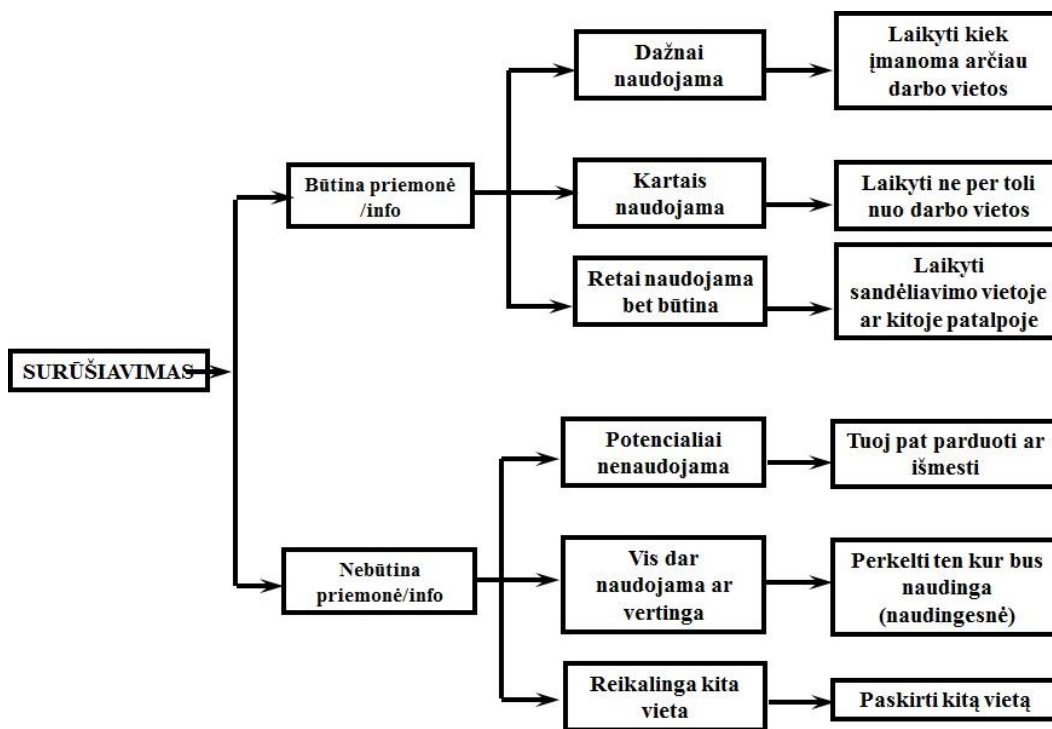 SURŪŠIAVIMAS
Būtina priemonė
/info
Dažnai
naudojama
Laikyti kiek
įmanoma arčiau
darbo vietos
Kartais
naudojama
Laikyti ne per toli
nuo darbo vietos
Retai naudojama
bet būtina
Laikyti
sandėliavimo vietoje
ar kitoje patalpoje
Nebūtina
priemonė/info
Potencialiai
nenaudojama
Tuoj pat parduoti ar
išmesti
Vis dar
naudojama ar
vertinga
Perkelti ten kur bus
naudinga
(naudingesnė)
Reikalinga kita
vieta
Paskirti kitą vietą